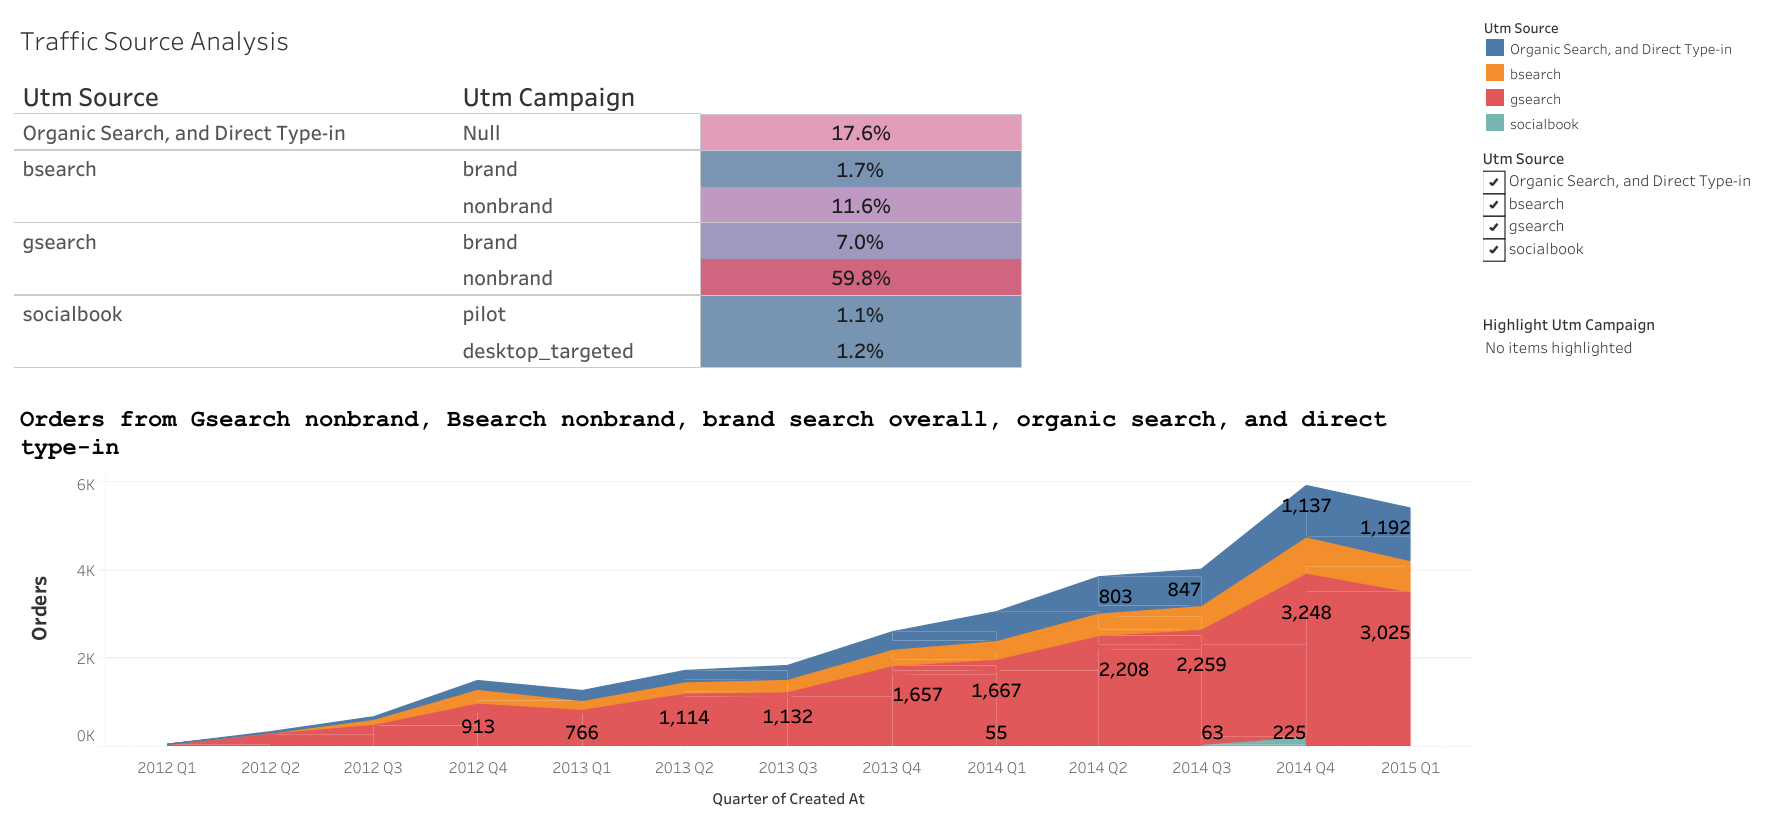 Traffic Source Analysis
Utm Source Utm Campaign
Organic Search, and Direct Type-in Null 17.6%
bsearch brand 1.7%
nonbrand 11.6%
gsearch brand 7.0%
nonbrand 59.8%
socialbook pilot 1.1%
desktop_targeted 1.2%
Utm Source
Organic Search, and Direct Type-in
bsearch
gsearch
socialbook
Utm Source
Organic Search, and Direct Type-in
bsearch
gsearch
socialbook
Highlight Utm Campaign
No items highlighted
Orders from Gsearch nonbrand, Bsearch nonbrand, brand search overall, organic search, and direct
type-in
Orders
6K
4K
2K
0K
1,137
1,192
803 847
3,248
3,025
2,208 2,259
1,657 1,667
913 766 1,114 1,132
55 63 225
2012 Q1 2012 Q2 2012 Q3 2012 Q4 2013 Q1 2013 Q2 2013 Q3 2013 Q4 2014 Q1 2014 Q2 2014 Q3 2014 Q4 2015 Q1
Quarter of Created At